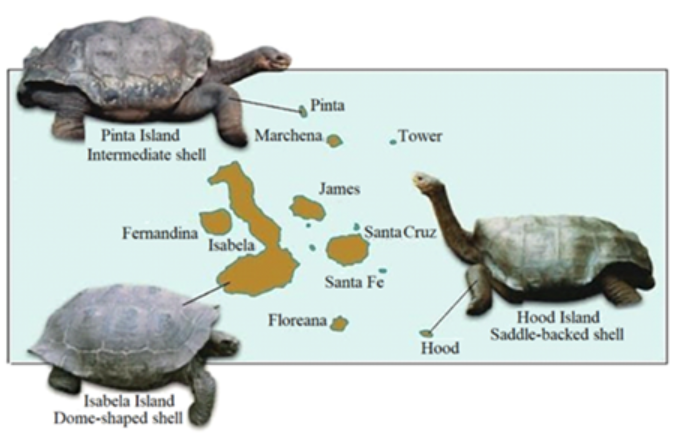 Pinta
Pinta Island
Intermediate shell
Marchena
Tower
James
Fernandina
Isabela
Santa Cruz
Santa Fe
Floreana
Hood
Hood Island
Saddle-backed shell
Isabela Island
Dome-shaped shell